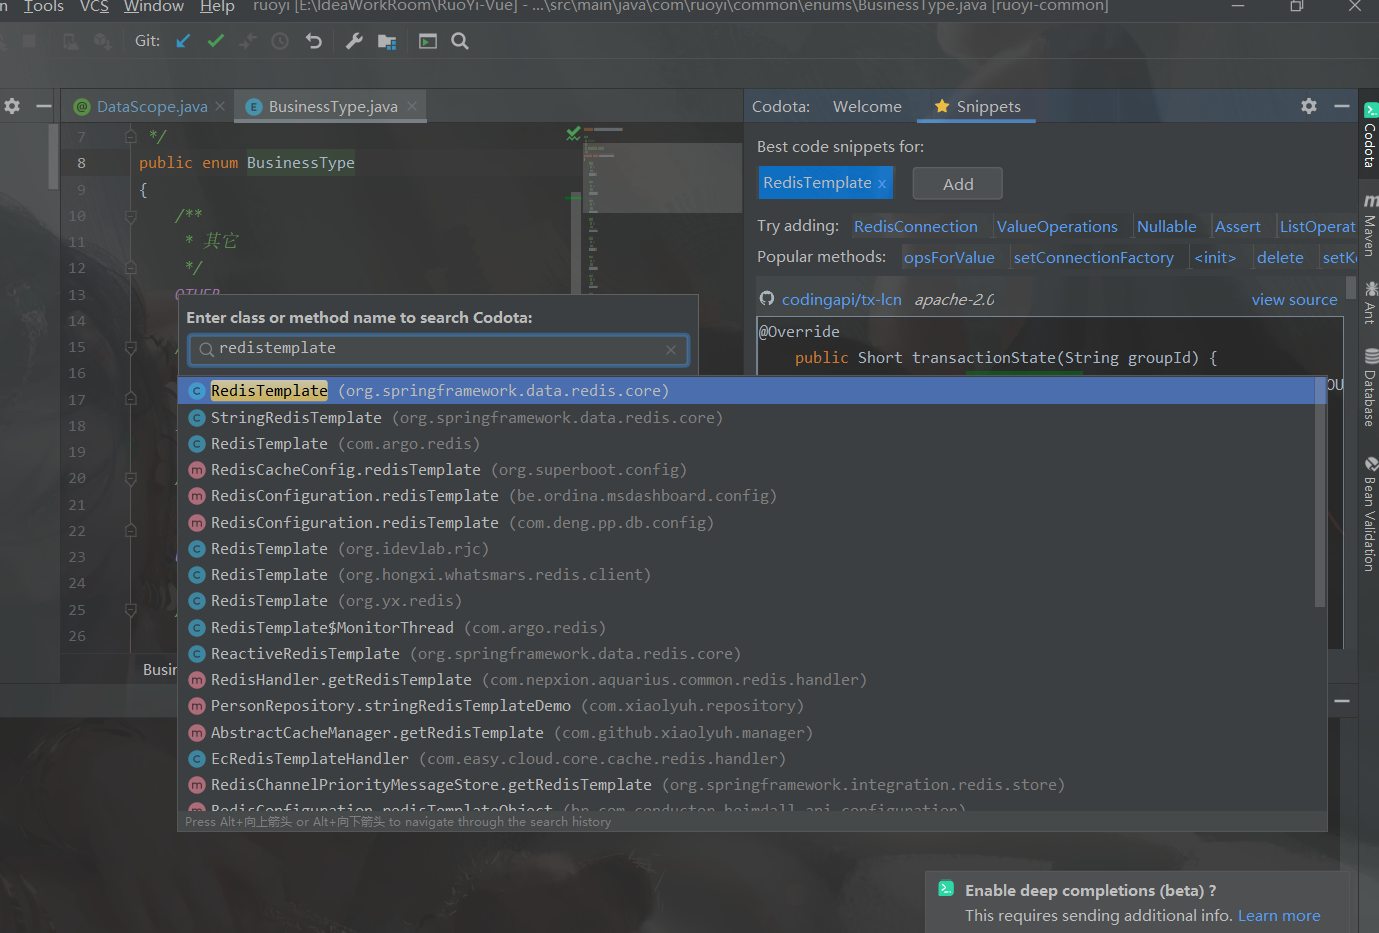 Tools VCS Window Help ruoyi [E:\IdeaWorkRoom\RuoYi-Vue] - ...\src\main\java\com\ruoyi\common\enums\BusinessType.java [ruoyi-common]
Git:
DataScope.java BusinessType.java
Codota: Welcome Snippets
7 */
8 public enum BusinessType
9 {
10 /**
11 * 其它
12 */
13 OTHER
14
15
16
17
18
19
20
21
22
23
24
25
26
Best code snippets for:
RedisTemplate x Add
Try adding: RedisConnection ValueOperations Nullable Assert ListOperat
Popular methods: opsForValue setConnectionFactory <init> delete setK
codingapi/tx-lcn apache-2.0 view source
@Override
public Short transactionState(String groupId) {
OU
Enter class or method name to search Codota:
redistemplate
RedisTemplate (org.springframework.data.redis.core)
StringRedisTemplate (org.springframework.data.redis.core)
RedisTemplate (com.argo.redis)
RedisCacheConfig.redisTemplate (org.superboot.config)
RedisConfiguration.redisTemplate (be.ordina.msdashboard.config)
RedisConfiguration.redisTemplate (com.deng.pp.db.config)
RedisTemplate (org.idevlab.rjc)
RedisTemplate (org.hongxi.whatsmars.redis.client)
RedisTemplate (org.yx.redis)
RedisTemplate$MonitorThread (com.argo.redis)
ReactiveRedisTemplate (org.springframework.data.redis.core)
RedisHandler.getRedisTemplate (com.nepxion.aquarius.common.redis.handler)
PersonRepository.stringRedisTemplateDemo (com.xiaolyuh.repository)
AbstractCacheManager.getRedisTemplate (com.github.xiaolyuh.manager)
EcRedisTemplateHandler (com.easy.cloud.core.cache.redis.handler)
RedisChannelPriorityMessageStore.getRedisTemplate (org.springframework.integration.redis.store)
RedisConfiguration.redisTemplateObject (br.com.conductor.heimdall.api.configuration)
Press Alt+向上箭头 or Alt+向下箭头 to navigate through the search history
Busin
Codota
Maven
Ant
Database
Bean Validation
Enable deep completions (beta) ?
This requires sending additional info. Learn more